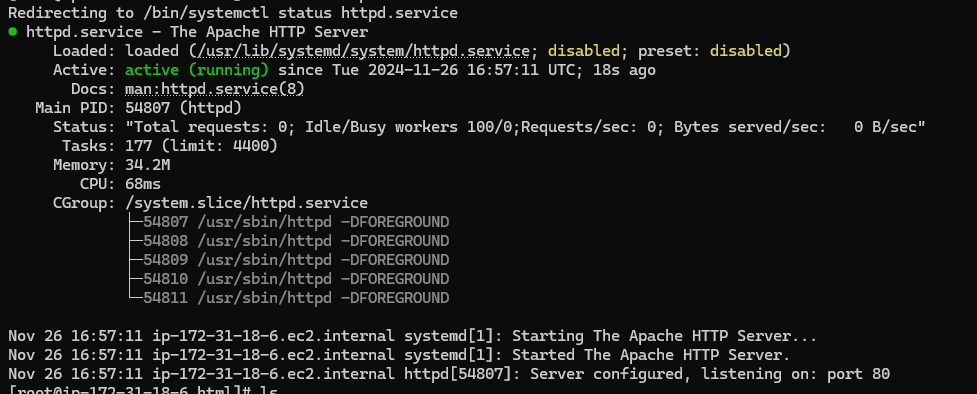 Redirecting to /bin/systemctl status httpd.service
● httpd.service - The Apache HTTP Server
Loaded: loaded (/usr/lib/systemd/system/httpd.service; disabled; preset: disabled)
Active: active (running) since Tue 2024-11-26 16:57:11 UTC; 18s ago
Docs: man:httpd.service(8)
Main PID: 54807 (httpd)
Status: "Total requests: 0; Idle/Busy workers 100/0;Requests/sec: 0; Bytes served/sec:   0 B/sec"
Tasks: 177 (limit: 4400)
Memory: 34.2M
CPU: 68ms
CGroup: /system.slice/httpd.service
├─54807 /usr/sbin/httpd -DFOREGROUND
├─54808 /usr/sbin/httpd -DFOREGROUND
├─54809 /usr/sbin/httpd -DFOREGROUND
├─54810 /usr/sbin/httpd -DFOREGROUND
└─54811 /usr/sbin/httpd -DFOREGROUND
Nov 26 16:57:11 ip-172-31-18-6.ec2.internal systemd[1]: Starting The Apache HTTP Server...
Nov 26 16:57:11 ip-172-31-18-6.ec2.internal systemd[1]: Started The Apache HTTP Server.
Nov 26 16:57:11 ip-172-31-18-6.ec2.internal httpd[54807]: Server configured, listening on: port 80
[root@ip-172-31-18-6 html]# ls